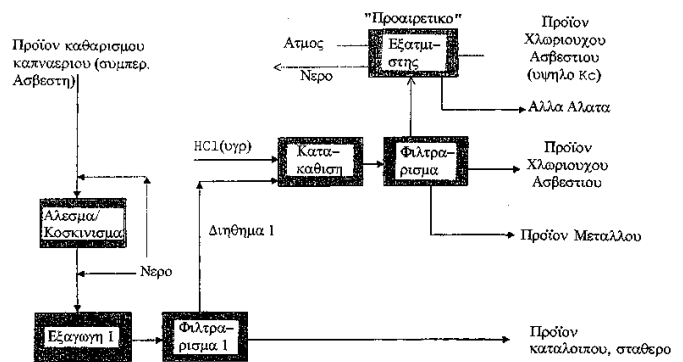 "Προαιρετικο"
Προϊον καθαρισμου
καπναεριου (συμπερ.
Ασβεστη)
Ατμος
Νερο
Εξατμι-
στης
Προϊον
Χλωριουχου
Ασβεστιου
(υψηλο Kc)
Αλλα Αλατα
HCl(υγρ)
Κατα-
καθιση
Φιλτρα-
ρισμα
Προϊον
Χλωριουχου
Ασβεστιου
Αλεσμα/
Κοσκινισμα
Διηθημα 1
Προϊον Μεταλλου
Νερο
Εξαγωγη 1
Φιλτρα-
ρισμα 1
Προϊον
καταλοιπου, σταθερο